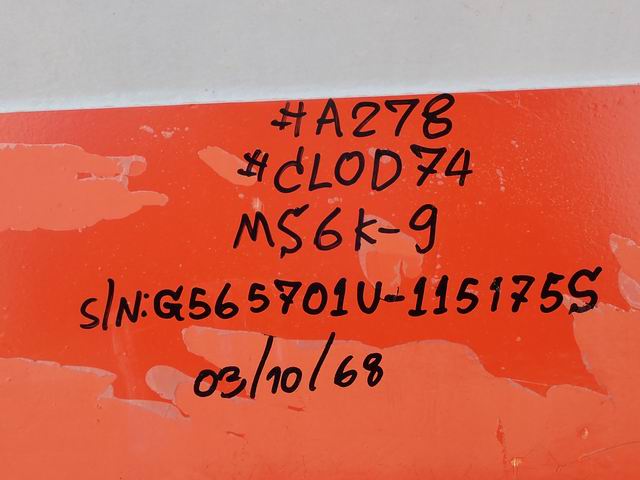 #A278
#CLOD74
MS6K-9
S/N:G565701U-115175S
03/10/68